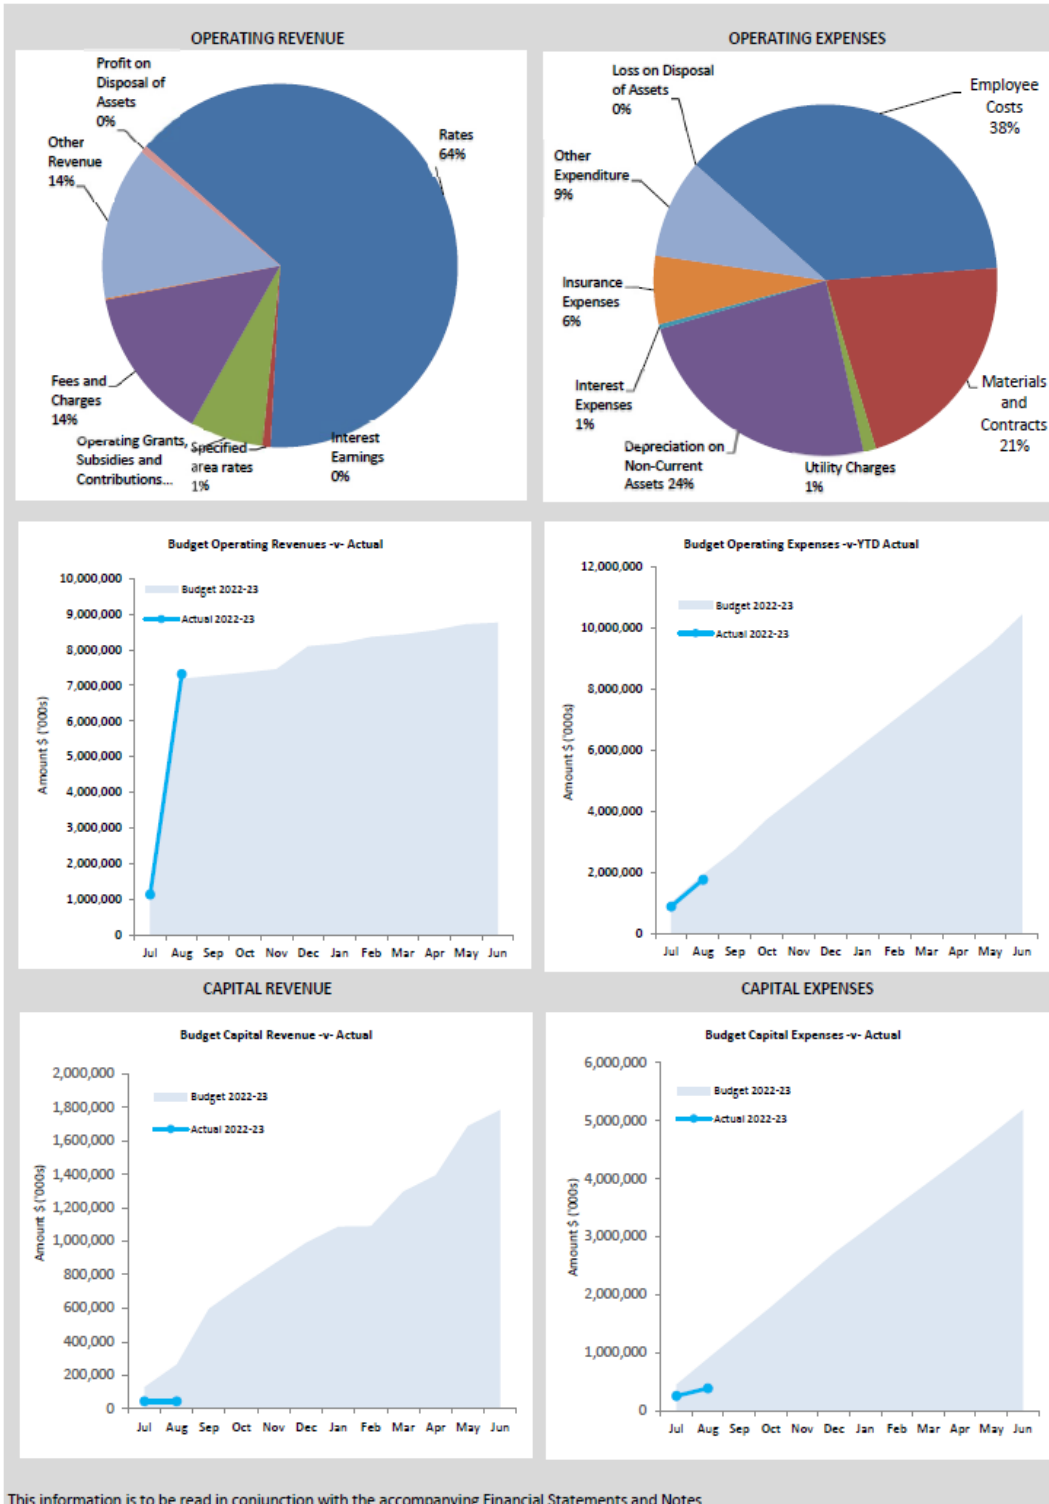 OPERATING REVENUE
Profit on
Disposal of
Assets
0%
Other
Revenue
14%
Rates
64%
Fees and
Charges
14%
Operating Grants,
Subsidies and
Contributions...
Specified
area rates
1%
Interest
Earnings
0%
OPERATING EXPENSES
Loss on Disposal
of Assets
0%
Employee
Costs
38%
Other
Expenditure
9%
Insurance
Expenses
6%
Interest
Expenses
1%
Depreciation on
Non-Current
Assets 24%
Utility Charges
1%
Materials
and
Contracts
21%
Budget Operating Revenues -v- Actual
Budget 2022-23
Actual 2022-23
Amount $ ('000s)
10,000,000
9,000,000
8,000,000
7,000,000
6,000,000
5,000,000
4,000,000
3,000,000
2,000,000
1,000,000
0
Jul Aug Sep Oct Nov Dec Jan Feb Mar Apr May Jun
Budget Operating Expenses -v-YTD Actual
Budget 2022-23
Actual 2022-23
Amount $ ('000s)
12,000,000
10,000,000
8,000,000
6,000,000
4,000,000
2,000,000
0
Jul Aug Sep Oct Nov Dec Jan Feb Mar Apr May Jun
CAPITAL REVENUE
Budget Capital Revenue -v- Actual
Budget 2022-23
Actual 2022-23
Amount $ ('000s)
2,000,000
1,800,000
1,600,000
1,400,000
1,200,000
1,000,000
800,000
600,000
400,000
200,000
0
Jul Aug Sep Oct Nov Dec Jan Feb Mar Apr May Jun
CAPITAL EXPENSES
Budget Capital Expenses -v- Actual
Budget 2022-23
Actual 2022-23
Amount $ ('000s)
6,000,000
5,000,000
4,000,000
3,000,000
2,000,000
1,000,000
0
Jul Aug Sep Oct Nov Dec Jan Feb Mar Apr May Jun
This information is to be read in conjunction with the accompanying Financial Statements and Notes